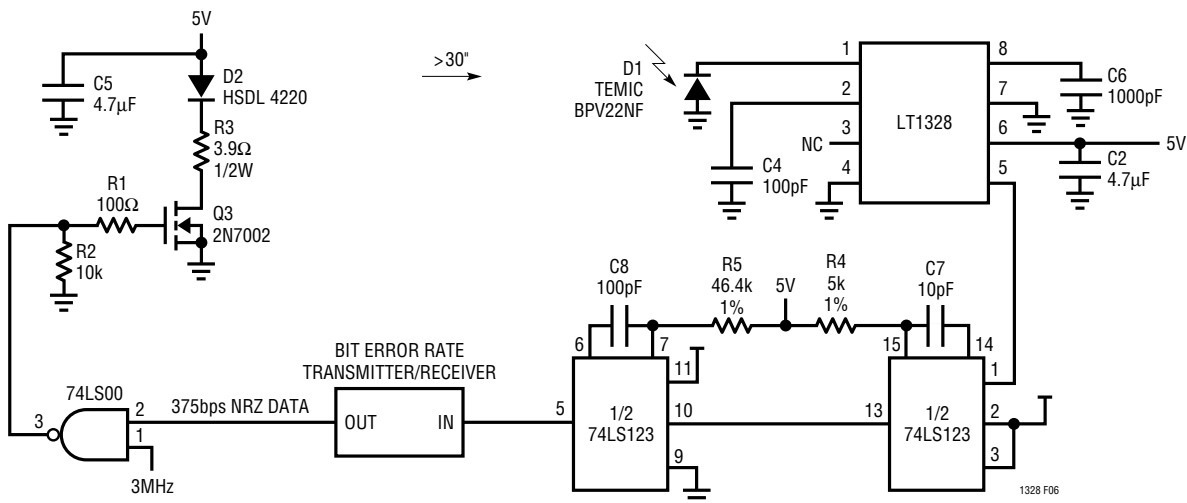 5V
C5
4.7µF
D2
HSDL 4220
R3
3.9Ω
1/2W
R1
100Ω
Q3
2N7002
R2
10k
>30"
D1
TEMIC
BPV22NF
1
2
3
4
NC
C4
100pF
LT1328
8
7
6
5
C6
1000pF
5V
C2
4.7µF
C8
100pF
R5
46.4k
1%
5V
R4
5k
1%
C7
10pF
6
7
11
10
9
5
1/2
74LS123
15
14
1
13
2
3
1/2
74LS123
BIT ERROR RATE
TRANSMITTER/RECEIVER
OUT
IN
375bps NRZ DATA
74LS00
3
2
1
3MHz
1328 F06